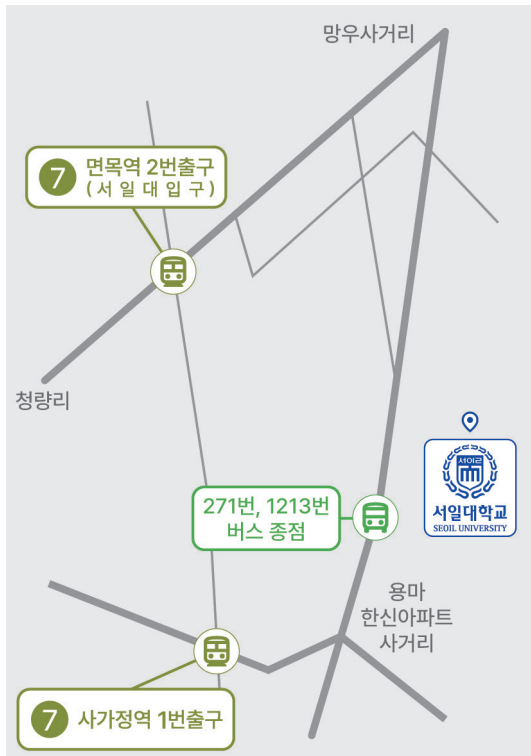 망우사거리
7
면목역 2번출구
(서일대입구)
청량리
서일대학교
SEOIL UNIVERSITY
271번, 1213번
버스 종점
용마
한신아파트
사거리
7
사가정역 1번출구